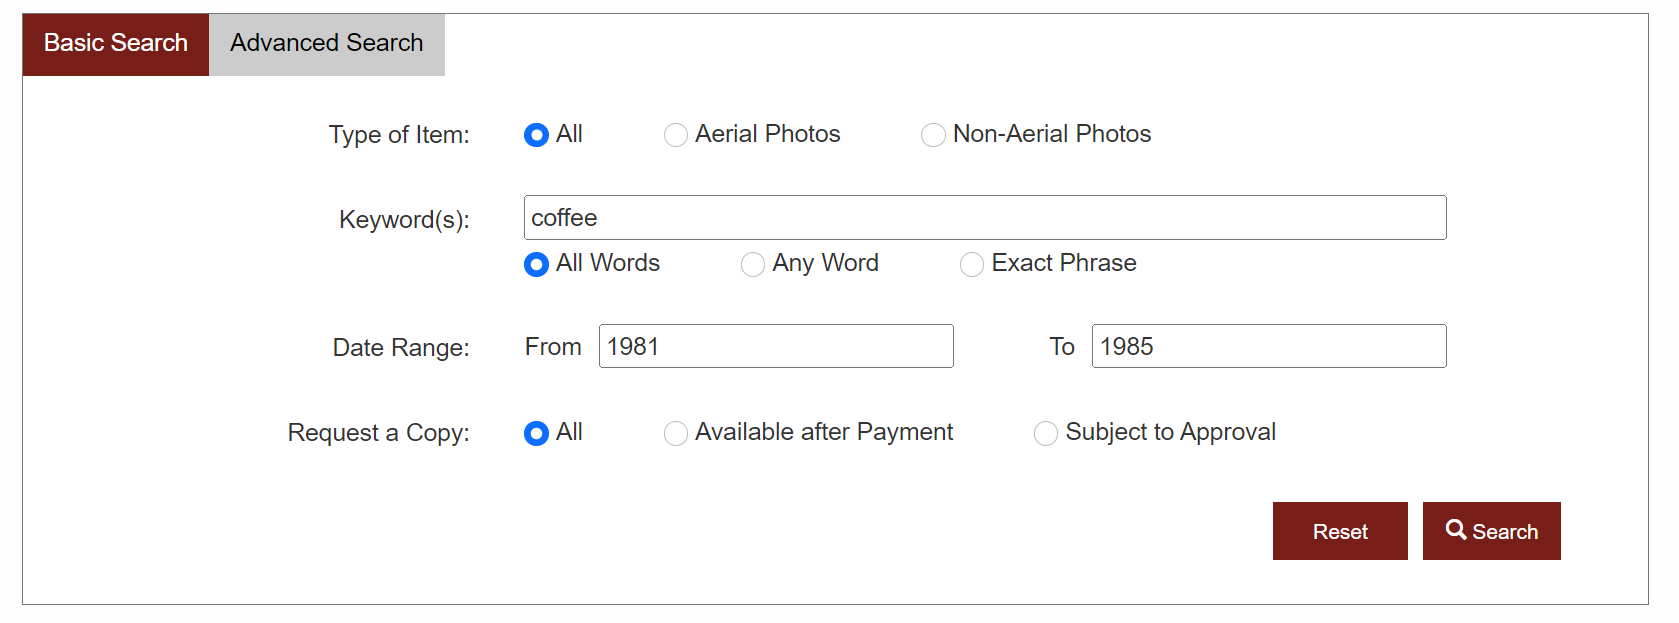 Basic Search Advanced Search
Type of Item: All Aerial Photos Non-Aerial Photos
Keyword(s): coffee
All Words Any Word Exact Phrase
Date Range: From 1981 To 1985
Request a Copy: All Available after Payment Subject to Approval
Reset Search